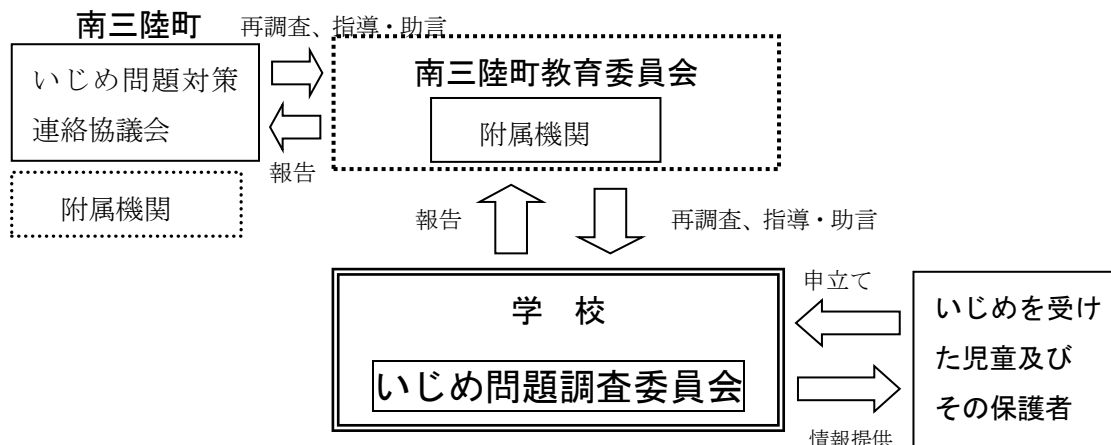 南三陸町
再調査、指導・助言
いじめ問題対策
連絡協議会
南三陸町教育委員会
附属機関
報告
附属機関
報告
再調査、指導・助言
学　校
いじめ問題調査委員会
申立て
情報提供
いじめを受け
た児童及び
その保護者